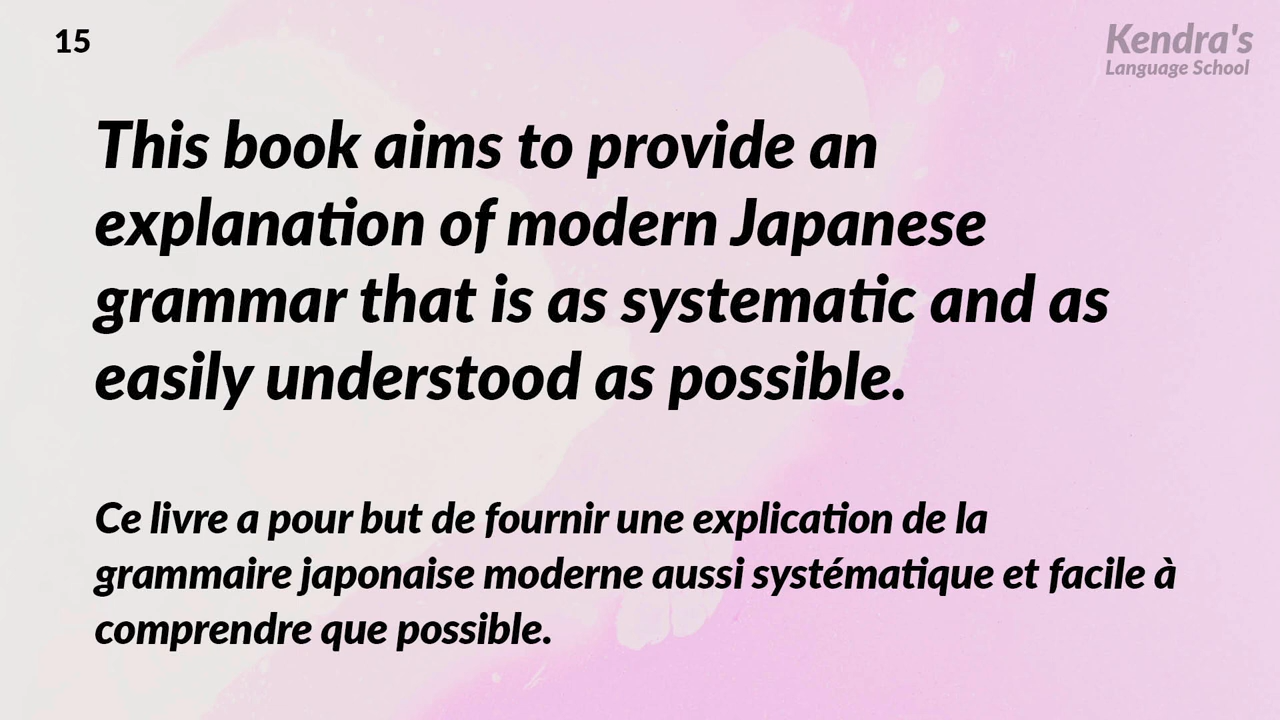 15
Kendra's
Language School
This book aims to provide an
explanation of modern Japanese
grammar that is as systematic and as
easily understood as possible.
Ce livre a pour but de fournir une explication de la
grammaire japonaise moderne aussi systématique et facile à
comprendre que possible.